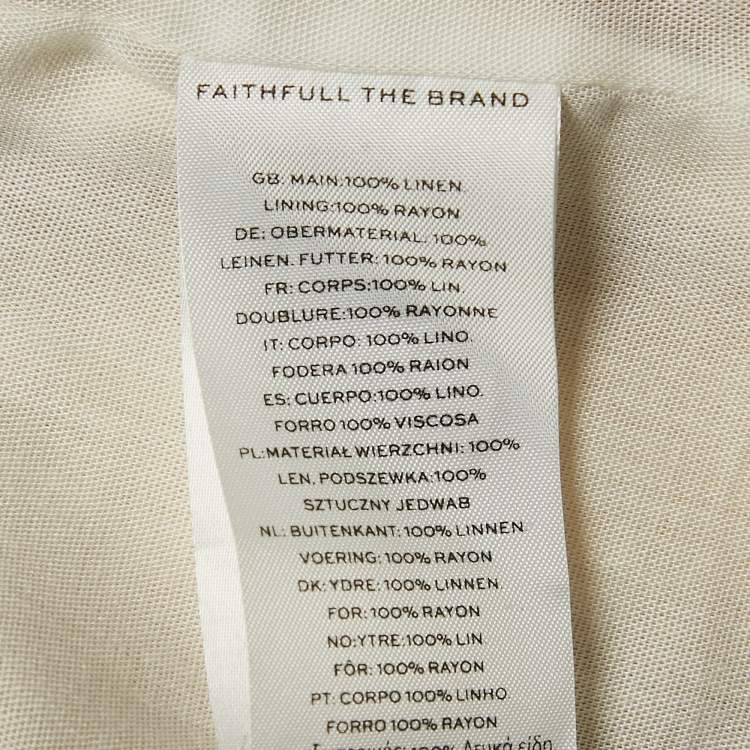 FAITHFULL THE BRAND
GB: MAIN:100% LINEN.
LINING:100% RAYON
DE: OBERMATERIAL. 100%
LEINEN. FUTTER: 100% RAYON
FR: CORPS:100% LIN.
DOUBLURE:100% RAYONNE
IT: CORPO: 100% LINO.
FODERA 100% RAION
ES: CUERPO:100% LINO.
FORRO 100% VISCOSA
PL:MATERIAŁ WIERZCHNI: 100%
LEN. PODSZEWKA:100%
SZTUCZNY JEDWAB
NL: BUITENKANT: 100% LINNEN
VOERING: 100% RAYON
DK: YDRE: 100% LINNEN.
FOR: 100% RAYON
NO:YTRE:100% LIN
FÔR: 100% RAYON
PT: CORPO 100% LINHO
FORRO 100% RAYON
100% Λευκά είδη